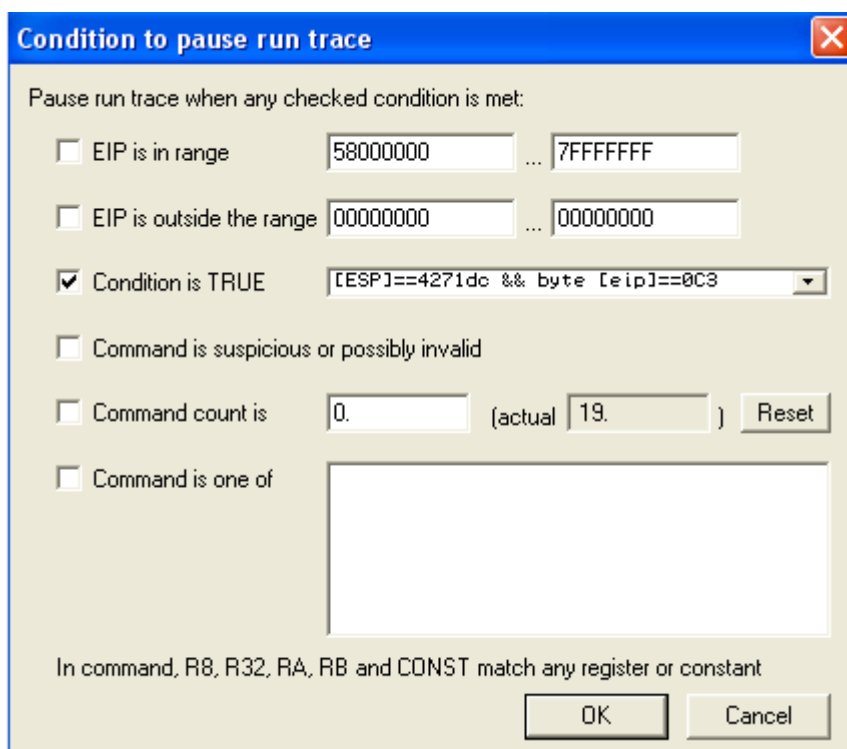 Condition to pause run trace
Pause run trace when any checked condition is met:
EIP is in range 58000000 ... 7FFFFFFF
EIP is outside the range 00000000 ... 00000000
Condition is TRUE [ESP]==4271dc && byte [eip]==0C3
Command is suspicious or possibly invalid
Command count is 0. (actual 19. ) Reset
Command is one of
In command, R8, R32, RA, RB and CONST match any register or constant
OK Cancel